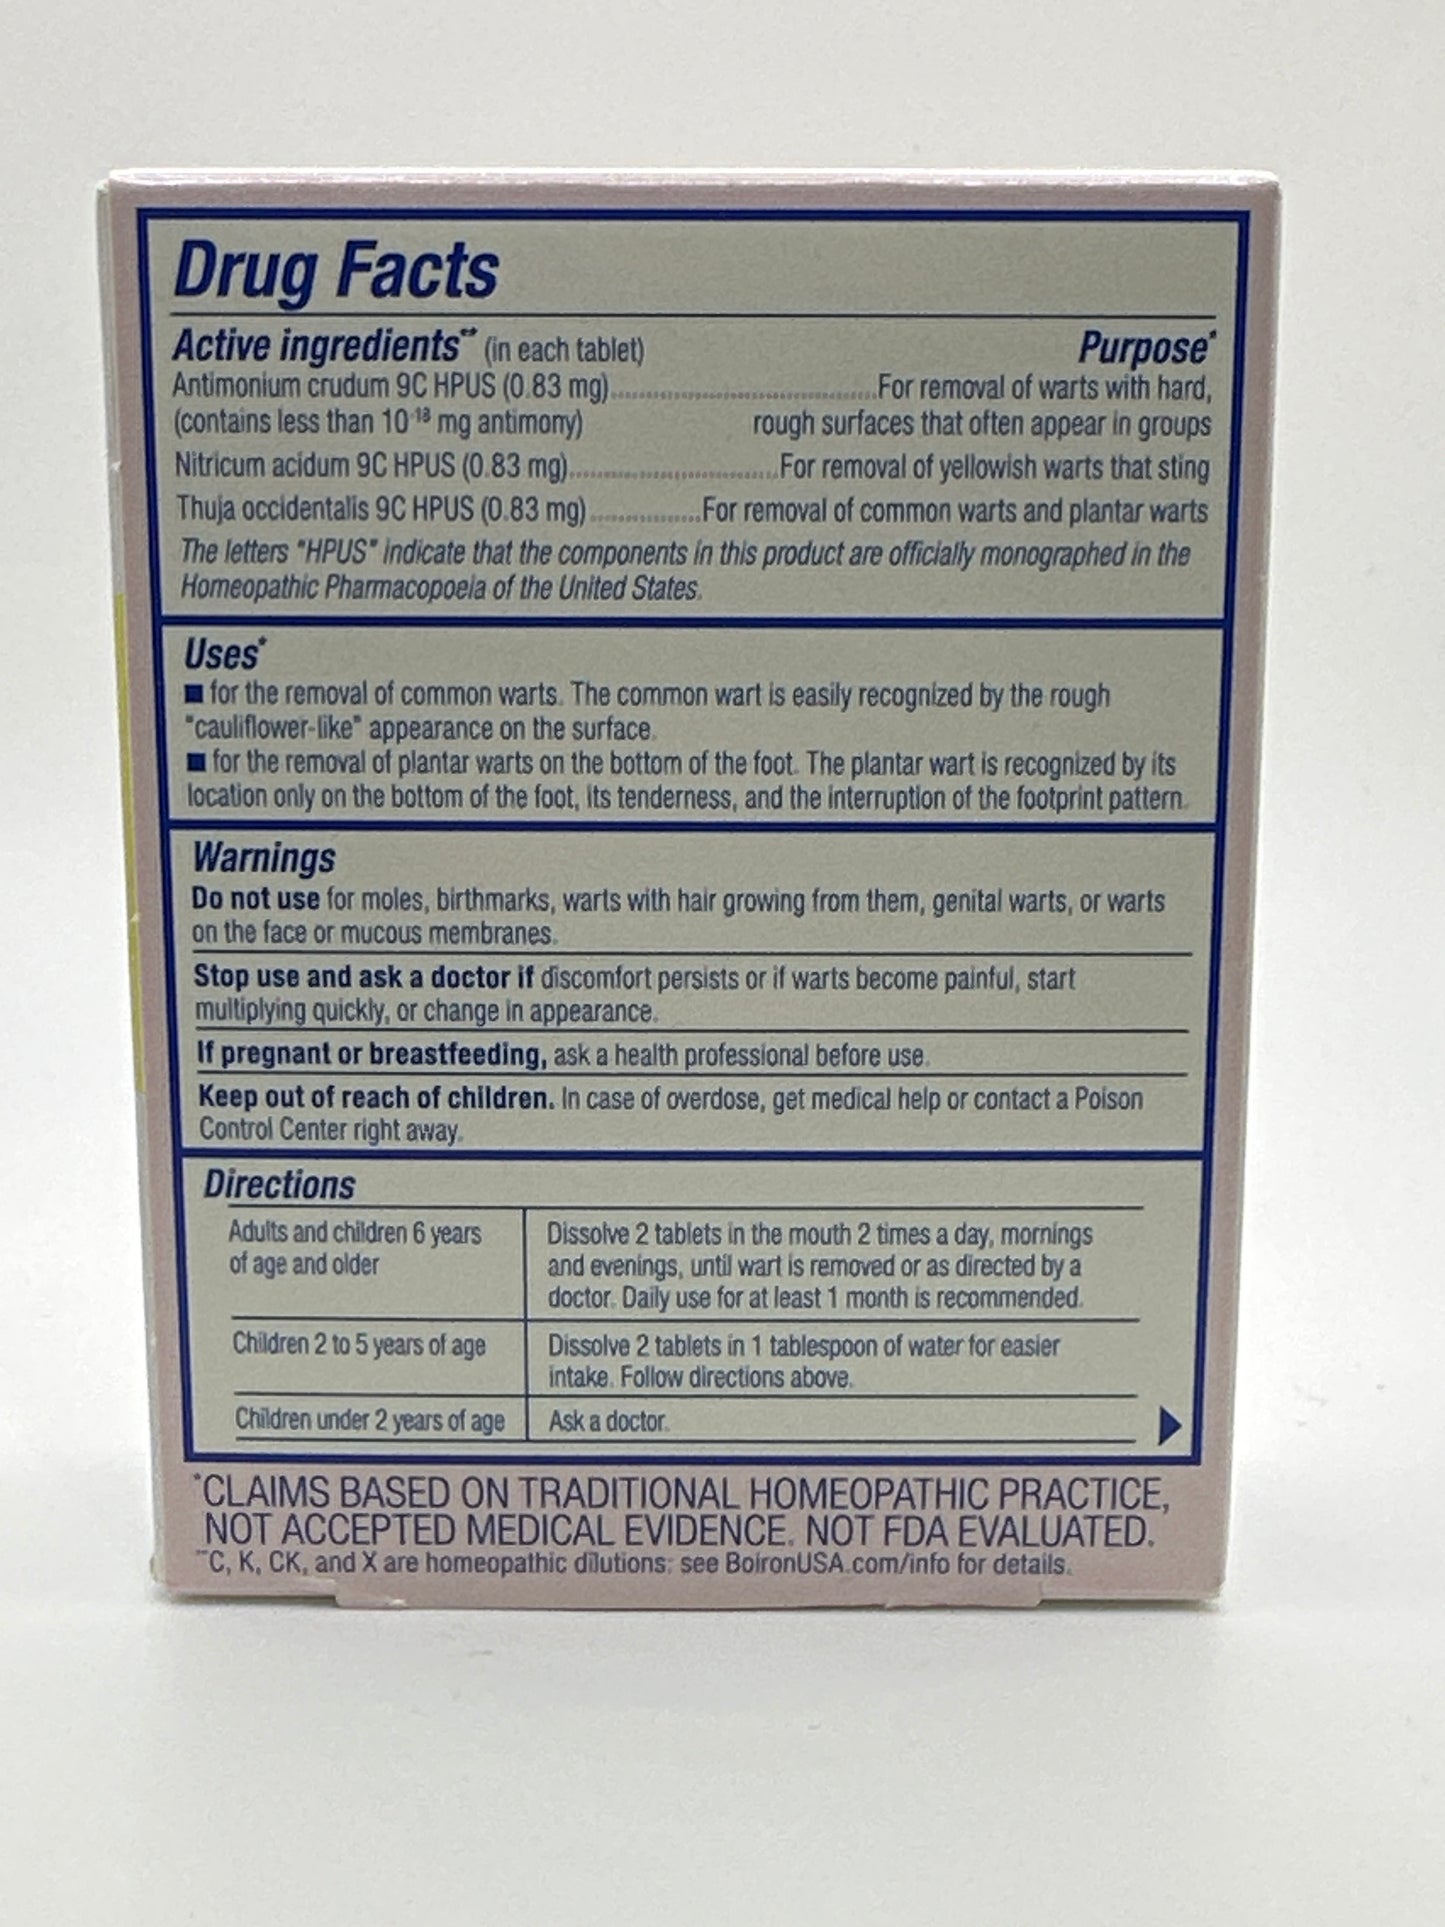 Drug Facts
Active ingredients** (in each tablet) Purpose*
Antimonium crudum 9C HPUS (0.83 mg)..............................For removal of warts with hard,
(contains less than 10-18 mg antimony) rough surfaces that often appear in groups
Nitricum acidum 9C HPUS (0.83 mg)..............................For removal of yellowish warts that sting
Thuja occidentalis 9C HPUS (0.83 mg)................For removal of common warts and plantar warts
The letters "HPUS" indicate that the components in this product are officially monographed in the
Homeopathic Pharmacopoeia of the United States.
Uses*
■ for the removal of common warts. The common wart is easily recognized by the rough
"cauliflower-like" appearance on the surface.
■ for the removal of plantar warts on the bottom of the foot. The plantar wart is recognized by its
location only on the bottom of the foot, its tenderness, and the interruption of the footprint pattern.
Warnings
Do not use for moles, birthmarks, warts with hair growing from them, genital warts, or warts
on the face or mucous membranes.
Stop use and ask a doctor if discomfort persists or if warts become painful, start
multiplying quickly, or change in appearance.
If pregnant or breastfeeding, ask a health professional before use.
Keep out of reach of children. In case of overdose, get medical help or contact a Poison
Control Center right away.
Directions
Adults and children 6 years
of age and older
Dissolve 2 tablets in the mouth 2 times a day, mornings
and evenings, until wart is removed or as directed by a
doctor. Daily use for at least 1 month is recommended.
Children 2 to 5 years of age
Dissolve 2 tablets in 1 tablespoon of water for easier
intake. Follow directions above.
Children under 2 years of age
Ask a doctor.
*CLAIMS BASED ON TRADITIONAL HOMEOPATHIC PRACTICE,
NOT ACCEPTED MEDICAL EVIDENCE. NOT FDA EVALUATED.
**C, K, CK, and X are homeopathic dilutions: see BoironUSA.com/info for details.